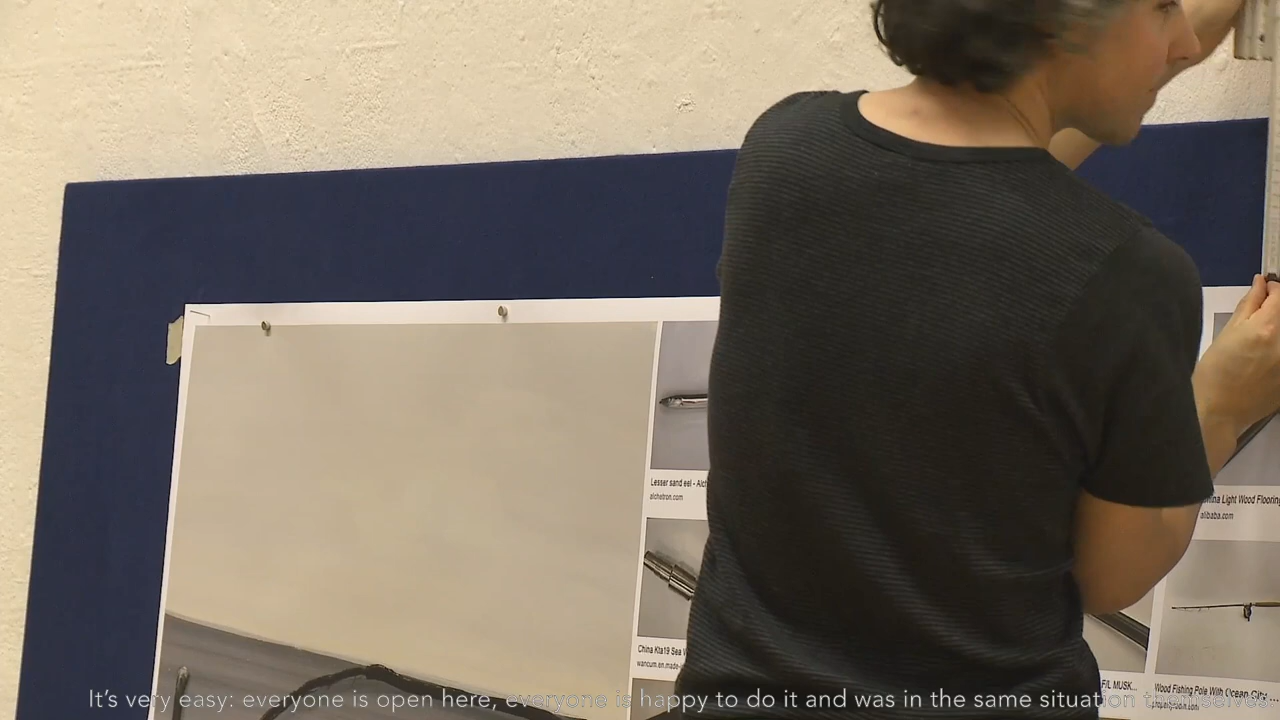 Lesser sand eel - Alch
alchetron.com
China Light Wood Flooring
alibaba.com
China Kta19 Sea W
wancum.en.made-i
F/L MUSK...
Wood Fishing Pole With Ocean City...
It's very easy: everyone is open here, everyone is happy to do it and was in the same situation themselves.